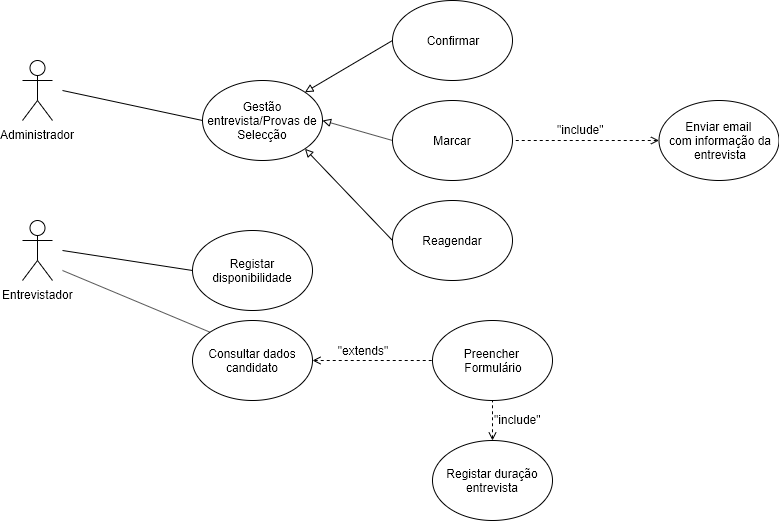 Confirmar
Gestão
entrevista/Provas de
Selecção
Administrador
Marcar
"include"
Enviar email
com informação da
entrevista
Reagendar
Entrevistador
Registar
disponibilidade
Consultar dados
candidato
"extends"
Preencher
Formulário
"include"
Registar duração
entrevista